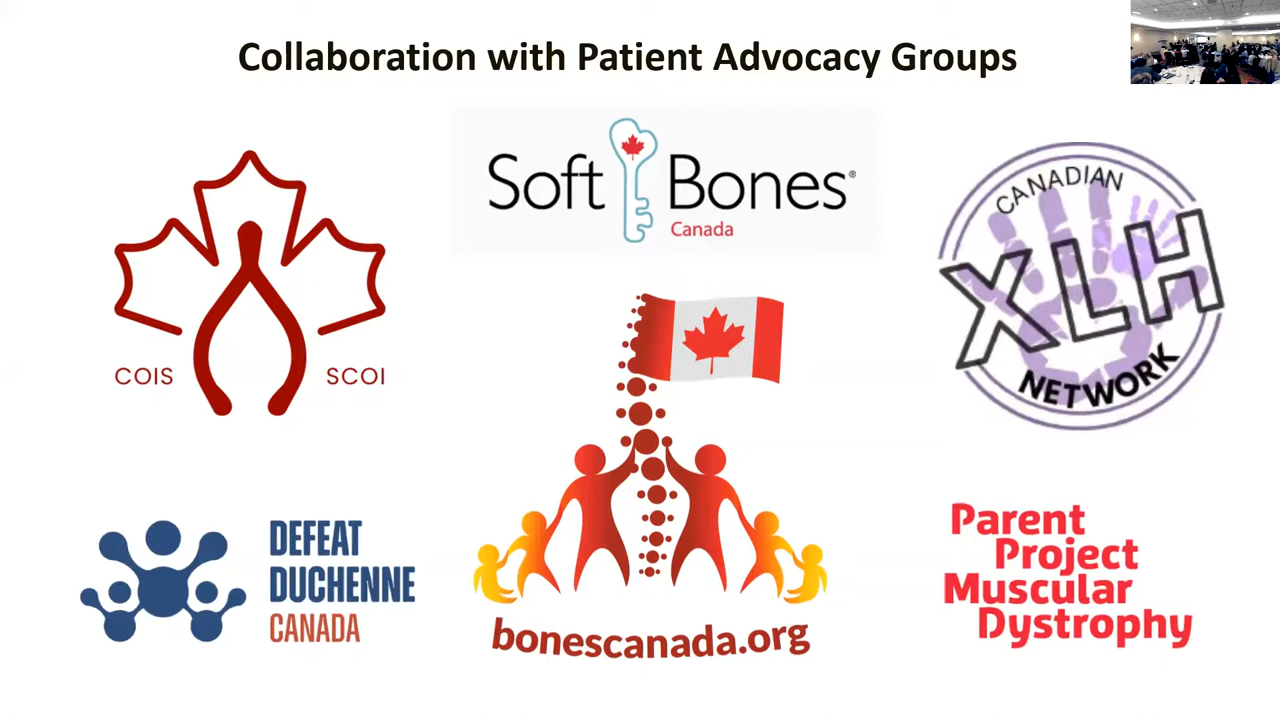 Collaboration with Patient Advocacy Groups
COIS SCOI
Soft Bones®
Canada
CANADIAN
XLH
NETWORK
DEFEAT
DUCHENNE
CANADA
bonescanada.org
Parent
Project
Muscular
Dystrophy